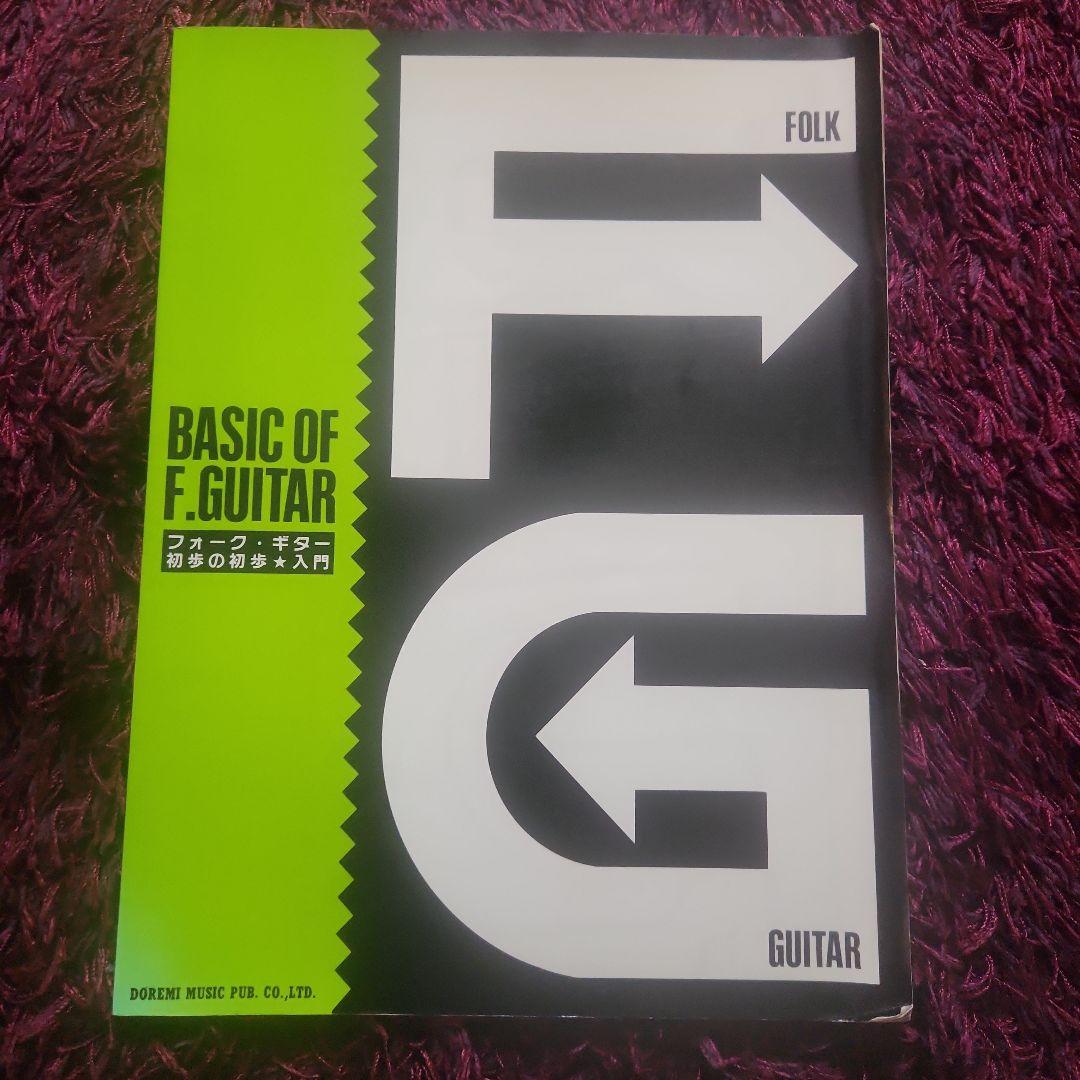 FG
FOLK
GUITAR
BASIC OF
F.GUITAR
フォーク・ギター
初歩の初歩★入門
DOREMI MUSIC PUB. CO.,LTD.